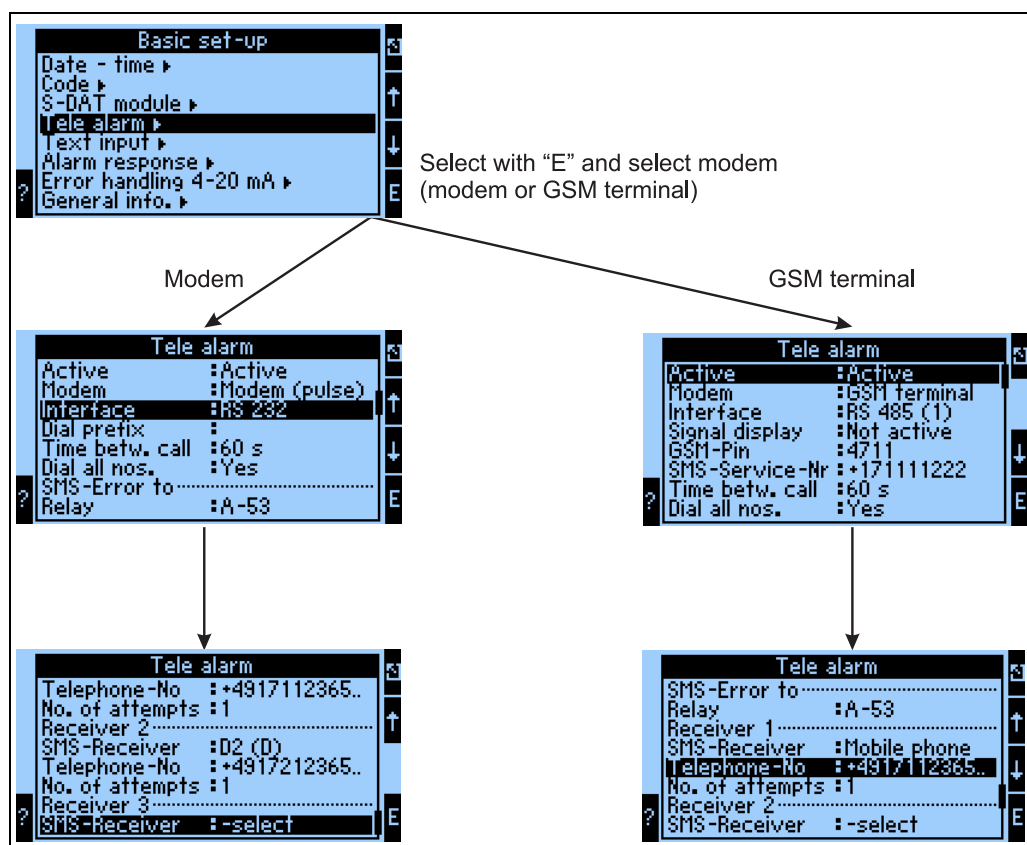 Basic set-up
Date - time ▸
Code ▸
S-DAT module ▸
Tele alarm ▸
Text input ▸
Alarm response ▸
Error handling 4-20 mA ▸
General info. ▸
?
↑
↓
E
Select with “E” and select modem
(modem or GSM terminal)
Modem
GSM terminal
Tele alarm
Active :Active
Modem :Modem (pulse)
Interface :RS 232
Dial prefix :
Time betw. call :60 s
Dial all nos. :Yes
SMS-Error to
Relay :A-53
?
↑
↓
E
Tele alarm
Active :Active
Modem :GSM terminal
Interface :RS 485 (1)
Signal display :Not active
GSM-Pin :4711
SMS-Service-Nr :+171111222
Time betw. call :60 s
Dial all nos. :Yes
?
↓
E
Tele alarm
Telephone-No :+4917112365..
No. of attempts :1
Receiver 2
SMS-Receiver :D2 (D)
Telephone-No :+4917212365..
No. of attempts :1
Receiver 3
SMS-Receiver :-select
?
↑
E
Tele alarm
SMS-Error to
Relay :A-53
Receiver 1
SMS-Receiver :Mobile phone
Telephone-No :+4917112365..
No. of attempts :1
Receiver 2
SMS-Receiver :-select
?
↑
↓
E